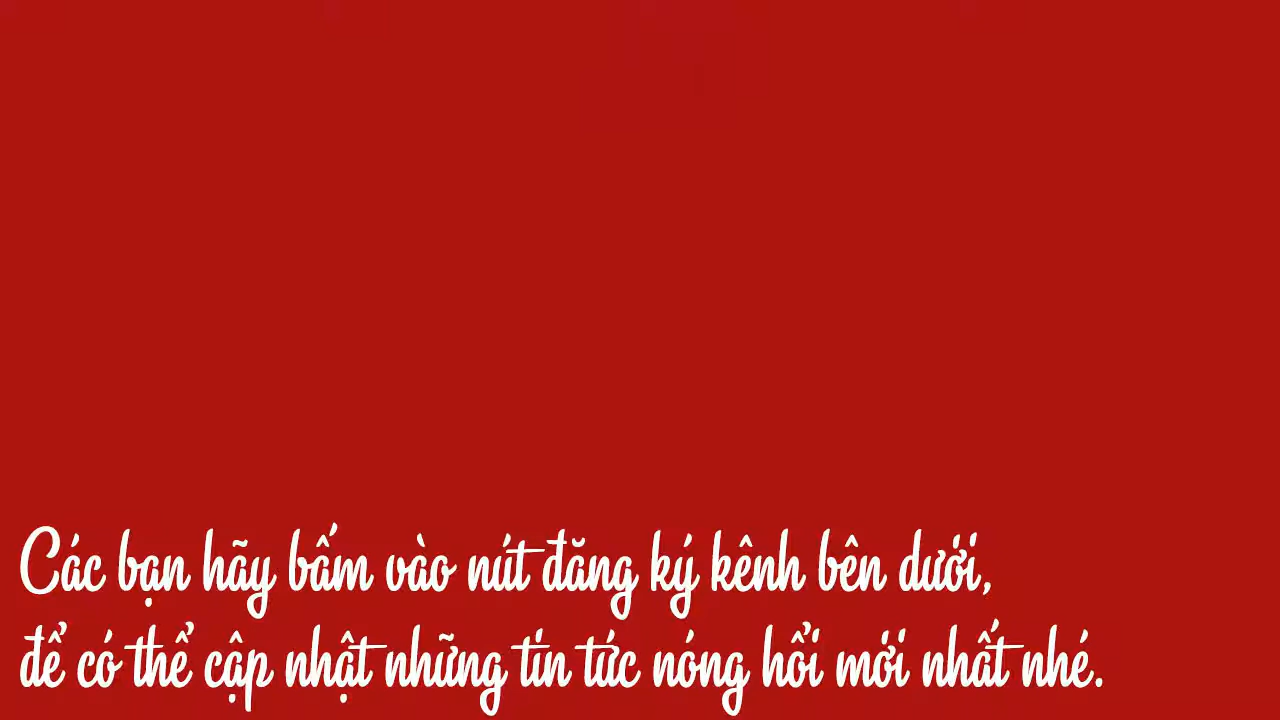 Các bạn hãy bấm vào nút đăng ký kênh bên dưới,
để có thể cập nhật những tin tức nóng hổi mới nhất nhé.